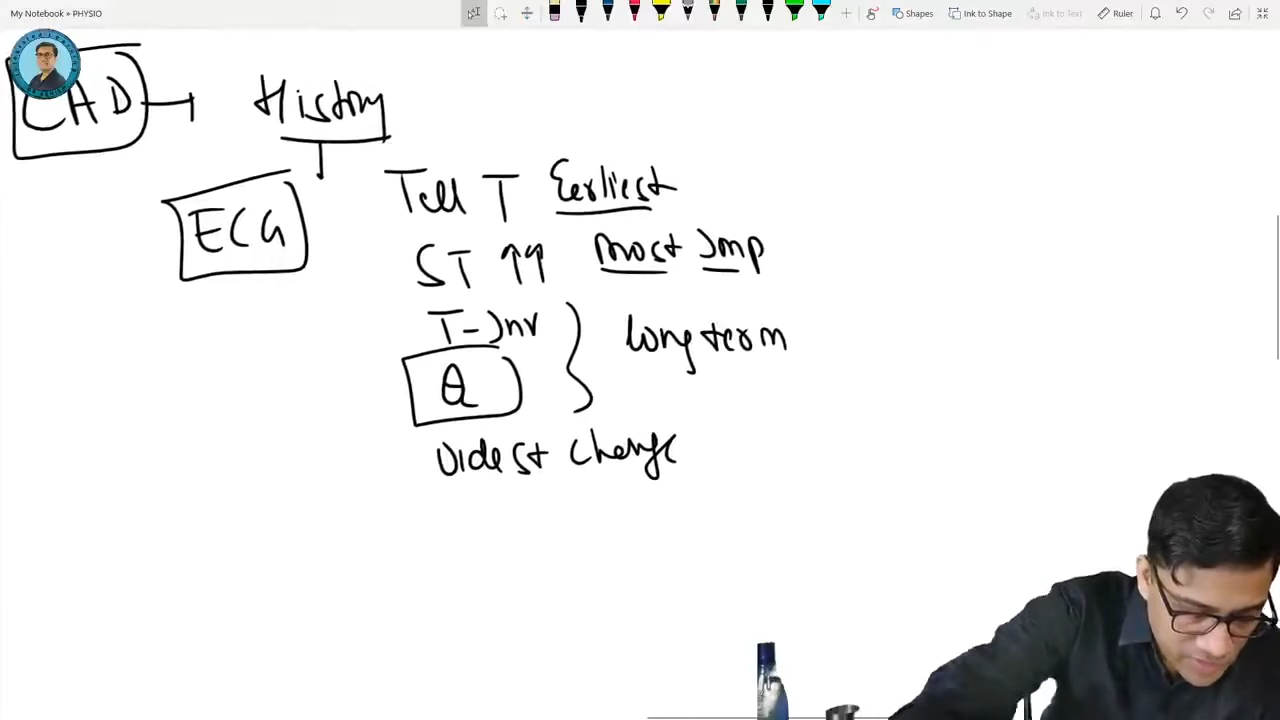 My Notebook » PHYSIO
Shapes
Ink to Shape
Ink to Text
Ruler
CAD → History
ECG
Tall T Earliest
ST ↑↑ most Imp
T-Inv
Q
long term
oldest change